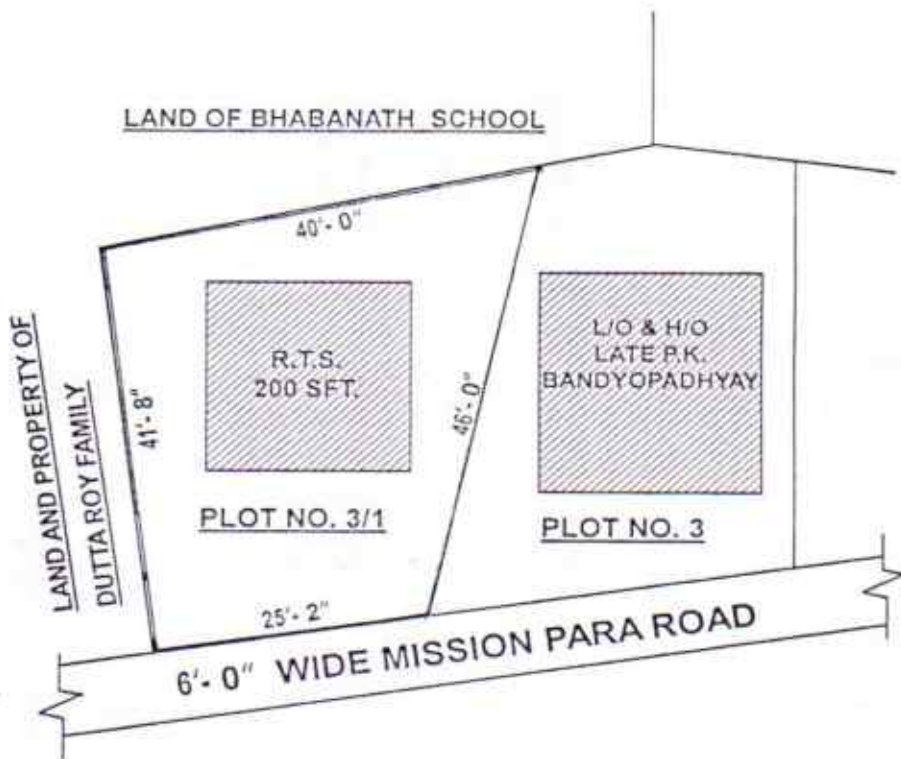 LAND OF BHABANATH SCHOOL
40'- 0"
LAND AND PROPERTY OF
DUTTA ROY FAMILY
41'- 8"
R.T.S.
200 SFT.
46'- 0"
L/O & H/O
LATE P.K.
BANDYOPADHYAY
PLOT NO. 3/1
PLOT NO. 3
25'- 2"
6'- 0" WIDE MISSION PARA ROAD